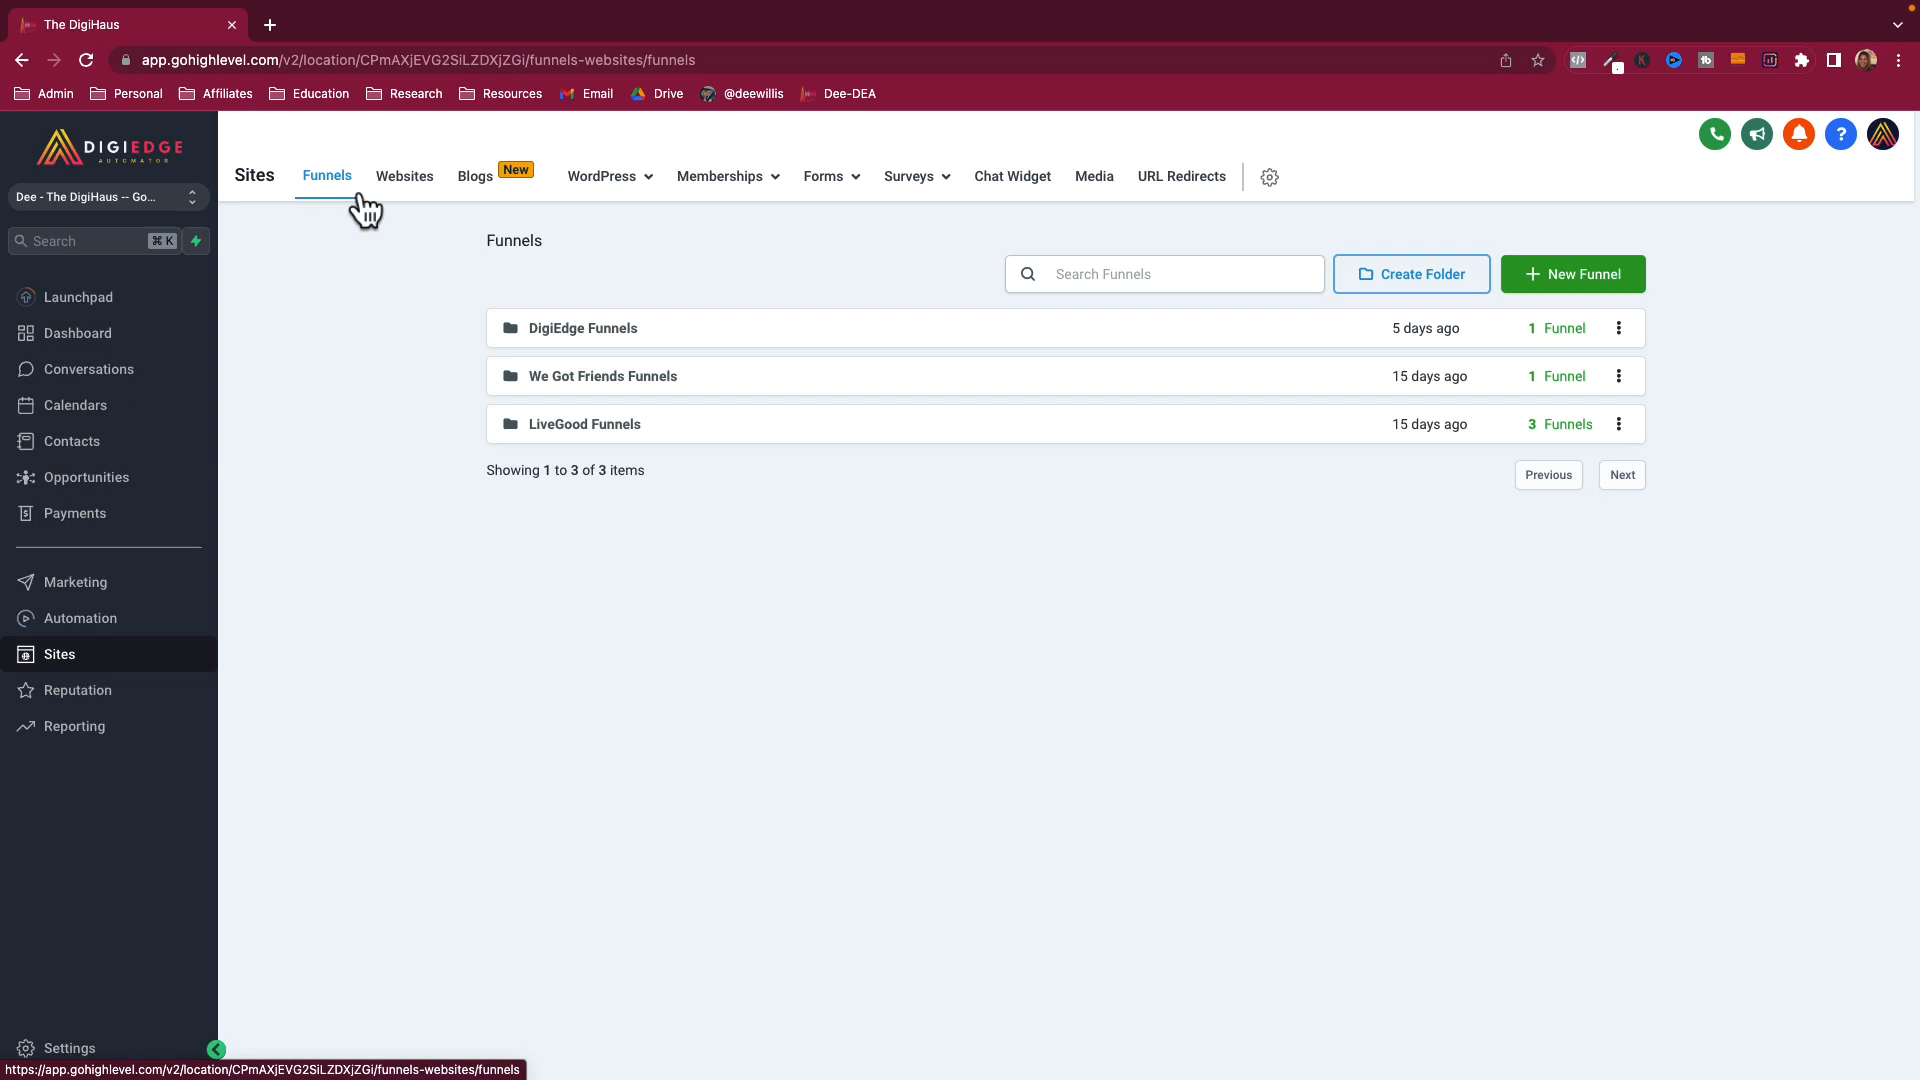 The DigiHaus
app.gohighlevel.com/v2/location/CPmAXjEVG2SiLZDXjZGi/funnels-websites/funnels
Admin Personal Affiliates Education Research Resources Email Drive @deewillis Dee-DEA
DIGIEDGE
AUTOMATOR
Dee - The DigiHaus -- Go...
Search ⌘ K
Launchpad
Dashboard
Conversations
Calendars
Contacts
Opportunities
Payments
Marketing
Automation
Sites
Reputation
Reporting
Settings
Sites Funnels Websites Blogs New WordPress Memberships Forms Surveys Chat Widget Media URL Redirects
Funnels
Search Funnels Create Folder + New Funnel
DigiEdge Funnels 5 days ago 1 Funnel
We Got Friends Funnels 15 days ago 1 Funnel
LiveGood Funnels 15 days ago 3 Funnels
Showing 1 to 3 of 3 items Previous Next
https://app.gohighlevel.com/v2/location/CPmAXjEVG2SiLZDXjZGi/funnels-websites/funnels